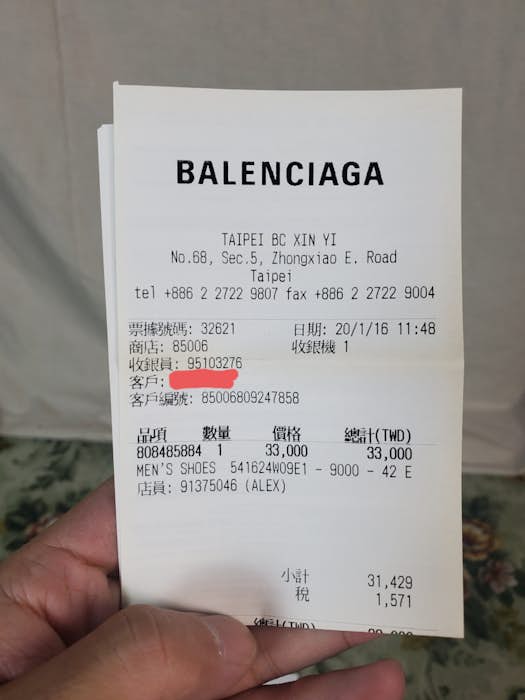 BALENCIAGA
TAIPEI BC XIN YI
No.68, Sec.5, Zhongxiao E. Road
Taipei
tel +886 2 2722 9807 fax +886 2 2722 9004
票據號碼: 32621 日期: 20/1/16 11:48
商店: 85006 收銀機 1
收銀員: 95103276
客戶:
客戶編號: 85006809247858
品項 數量 價格 總計(TWD)
808485884 1 33,000 33,000
MEN'S SHOES 541624W09E1 - 9000 - 42 E
店員: 91375046 (ALEX)
小計 31,429
稅 1,571
總計(TWD)